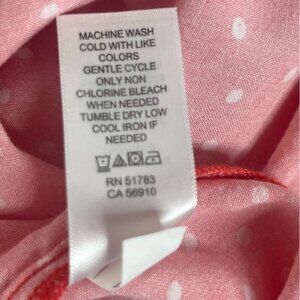 MACHINE WASH
COLD WITH LIKE
COLORS
GENTLE CYCLE
ONLY NON
CHLORINE BLEACH
WHEN NEEDED
TUMBLE DRY LOW
COOL IRON IF
NEEDED
RN 51783
CA 56910